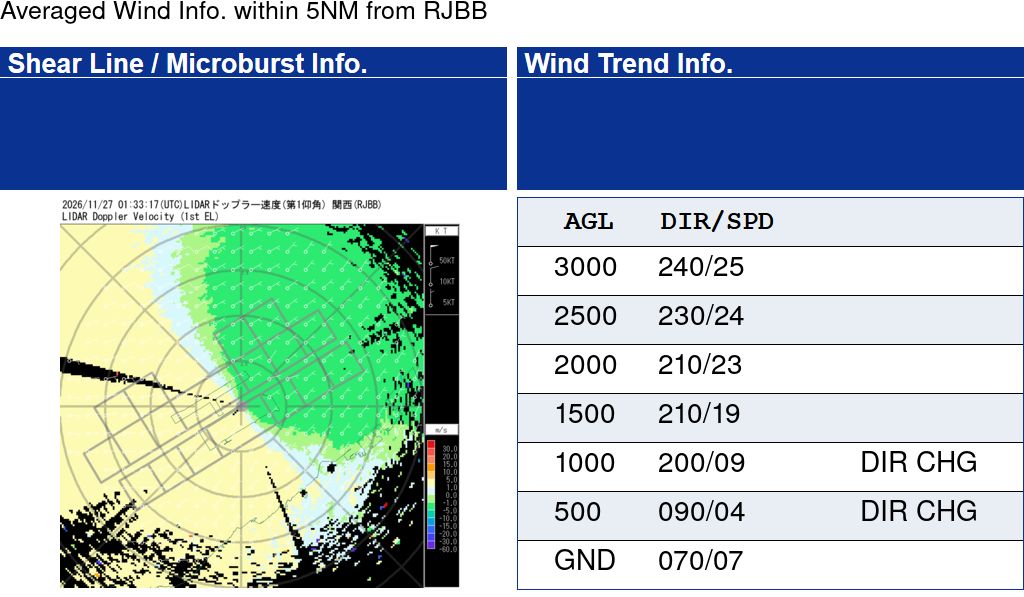 Averaged Wind Info. within 5NM from RJBB
Shear Line / Microburst Info.
Wind Trend Info.
2026/11/27 01:33:17(UTC)LIDARドップラー速度(第1仰角) 関西(RJBB)
LIDAR Doppler Velocity (1st EL)
KT
50KT
10KT
5KT
m/s
30.0
20.0
15.0
10.0
5.0
1.0
0.0
-1.0
-5.0
-10.0
-15.0
-20.0
-30.0
-60.0
AGL DIR/SPD
3000 240/25
2500 230/24
2000 210/23
1500 210/19
1000 200/09 DIR CHG
500 090/04 DIR CHG
GND 070/07